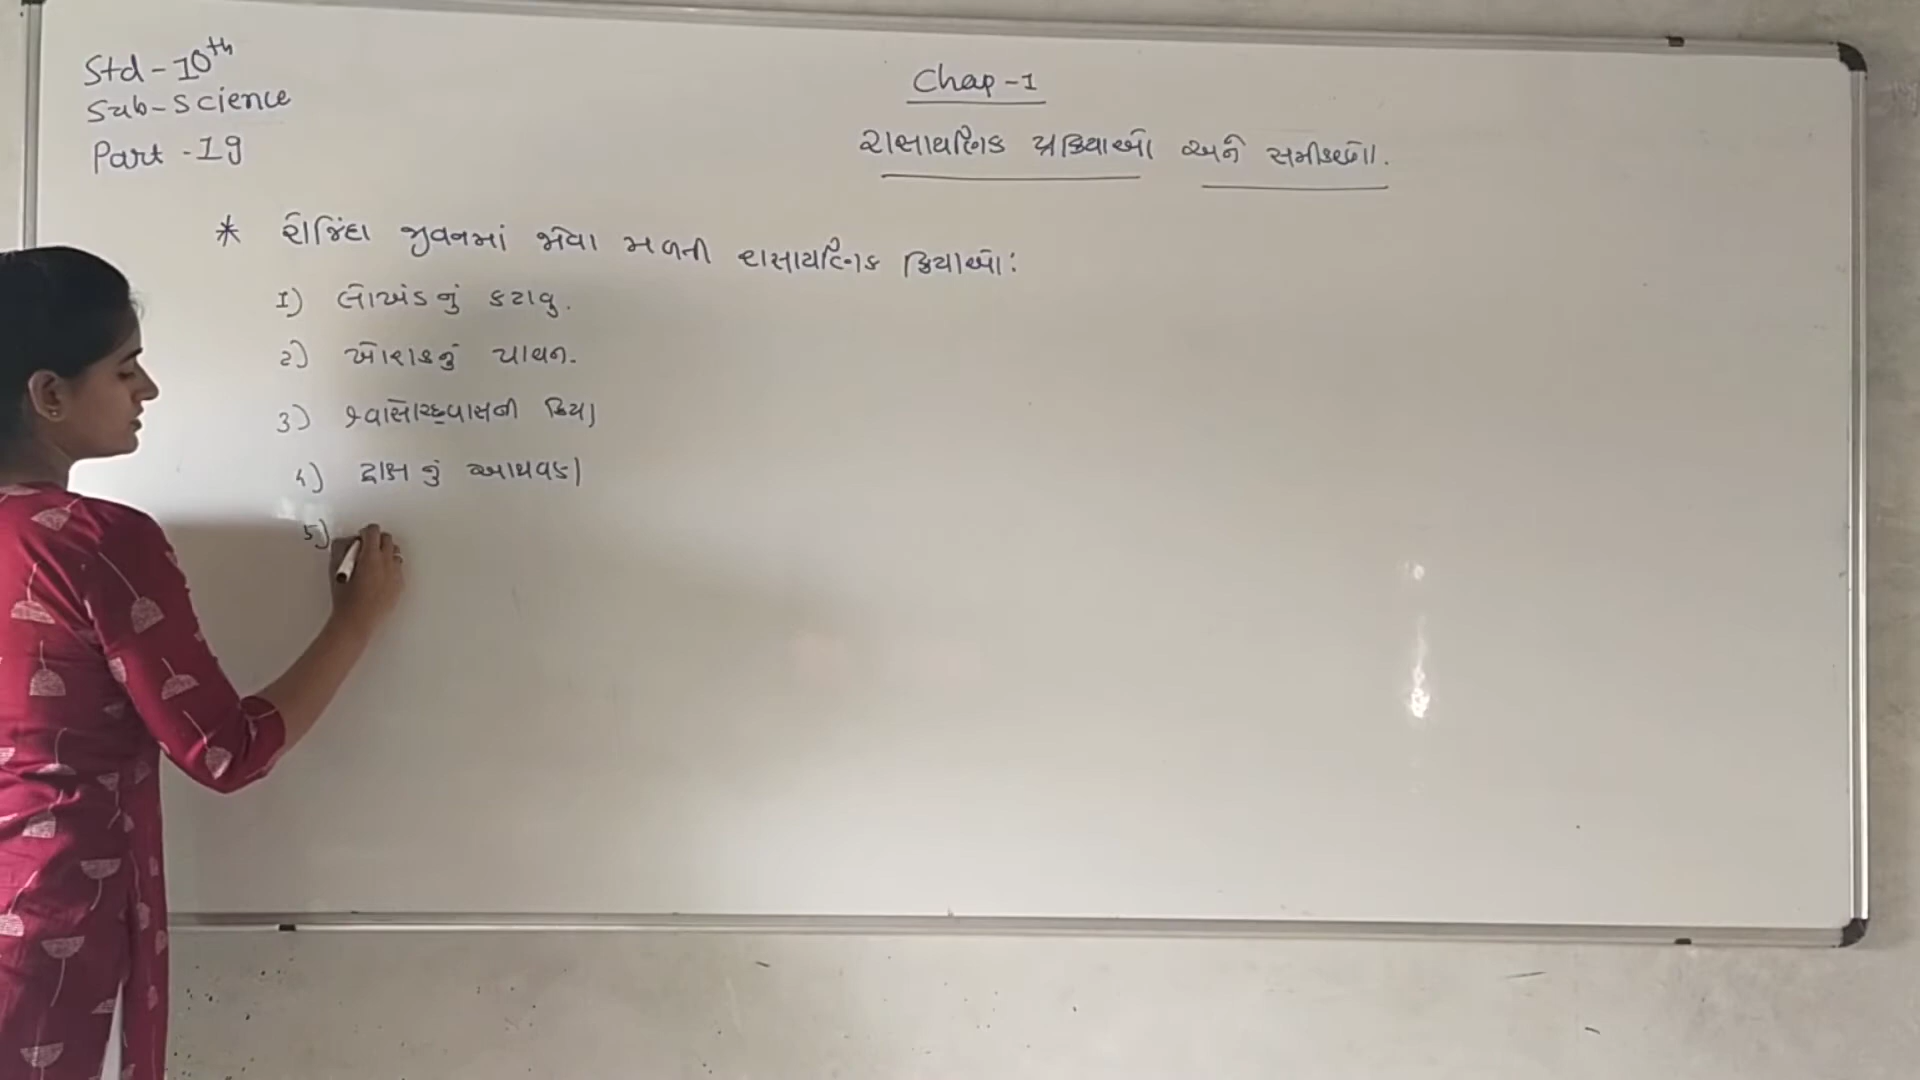 Std-10th
Sub-Science
Part-19
Chap-1
રાસાયણિક પ્રક્રિયાઓ અને સમીકરણો.
* રોજિંદા જીવનમાં જોવા મળતી રાસાયણિક ક્રિયાઓ:
1) લોખંડનું કટાવુ.
2) ખોરાકનું પાચન.
3) શ્વાસોચ્છવાસની ક્રિયા
4) દ્રાક્ષ નું આથવણ
5)